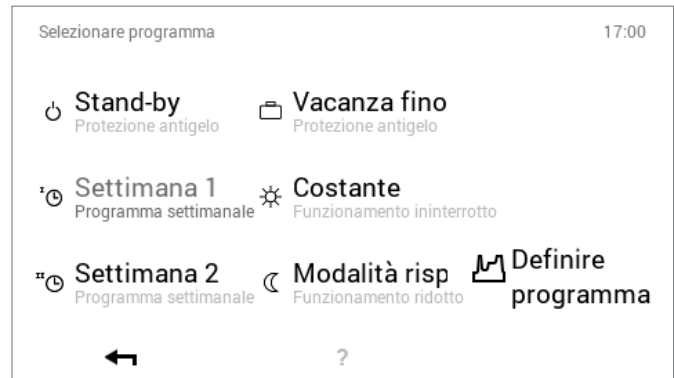 Selezionare programma 17:00
Stand-by Vacanza fino
Protezione antigelo Protezione antigelo
I Settimana 1 Costante
Programma settimanale Funzionamento ininterrotto
II Settimana 2 Modalità risp Definire
Programma settimanale Funzionamento ridotto programma
?